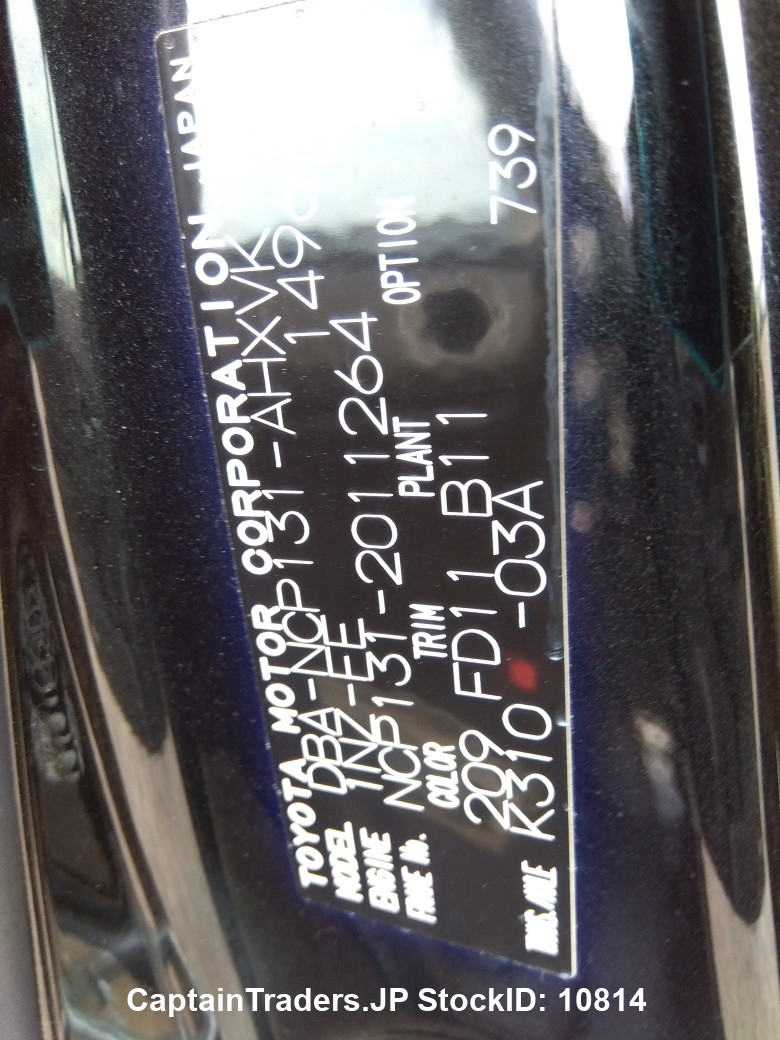 TOYOTA MOTOR CORPORATION JAPAN
MODEL DBA-NCP131-AHXVK
ENGINE 1NZ-FE 149
FRAME No. NCP131-2011264
COLOR TRIM PLANT OPTION
209 FD11 B11 739
TRANS./AXLE K310 -03A
CaptainTraders.JP StockID: 10814